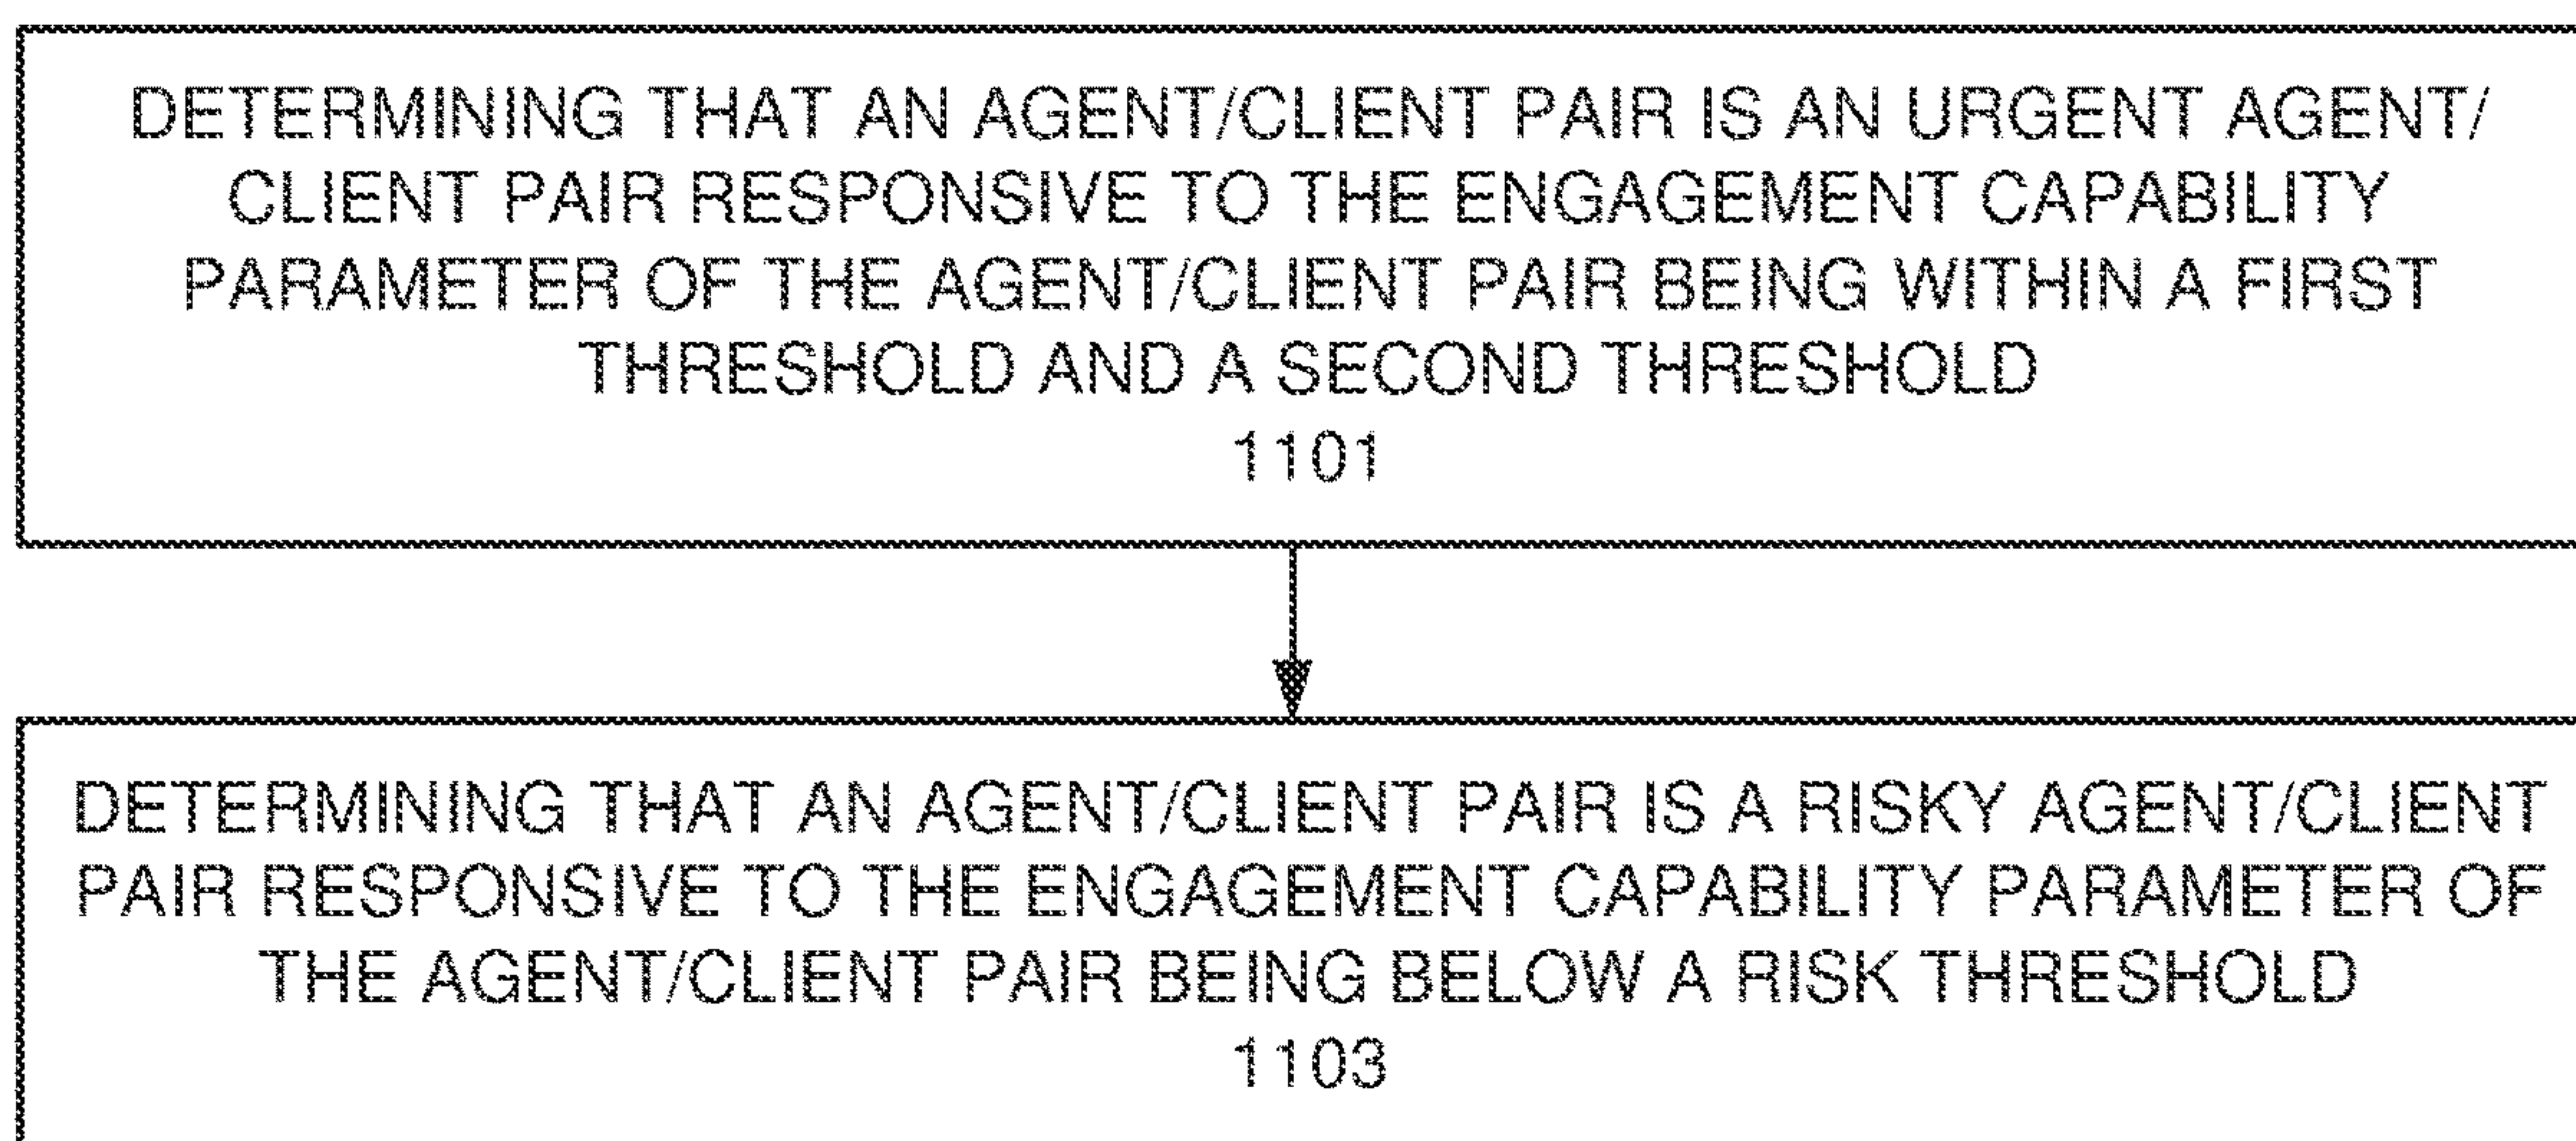 DETERMINING THAT AN AGENT/CLIENT PAIR IS AN URGENT AGENT/
CLIENT PAIR RESPONSIVE TO THE ENGAGEMENT CAPABILITY
PARAMETER OF THE AGENT/CLIENT PAIR BEING WITHIN A FIRST
THRESHOLD AND A SECOND THRESHOLD
1101
DETERMINING THAT AN AGENT/CLIENT PAIR IS A RISKY AGENT/CLIENT
PAIR RESPONSIVE TO THE ENGAGEMENT CAPABILITY PARAMETER OF
THE AGENT/CLIENT PAIR BEING BELOW A RISK THRESHOLD
1103